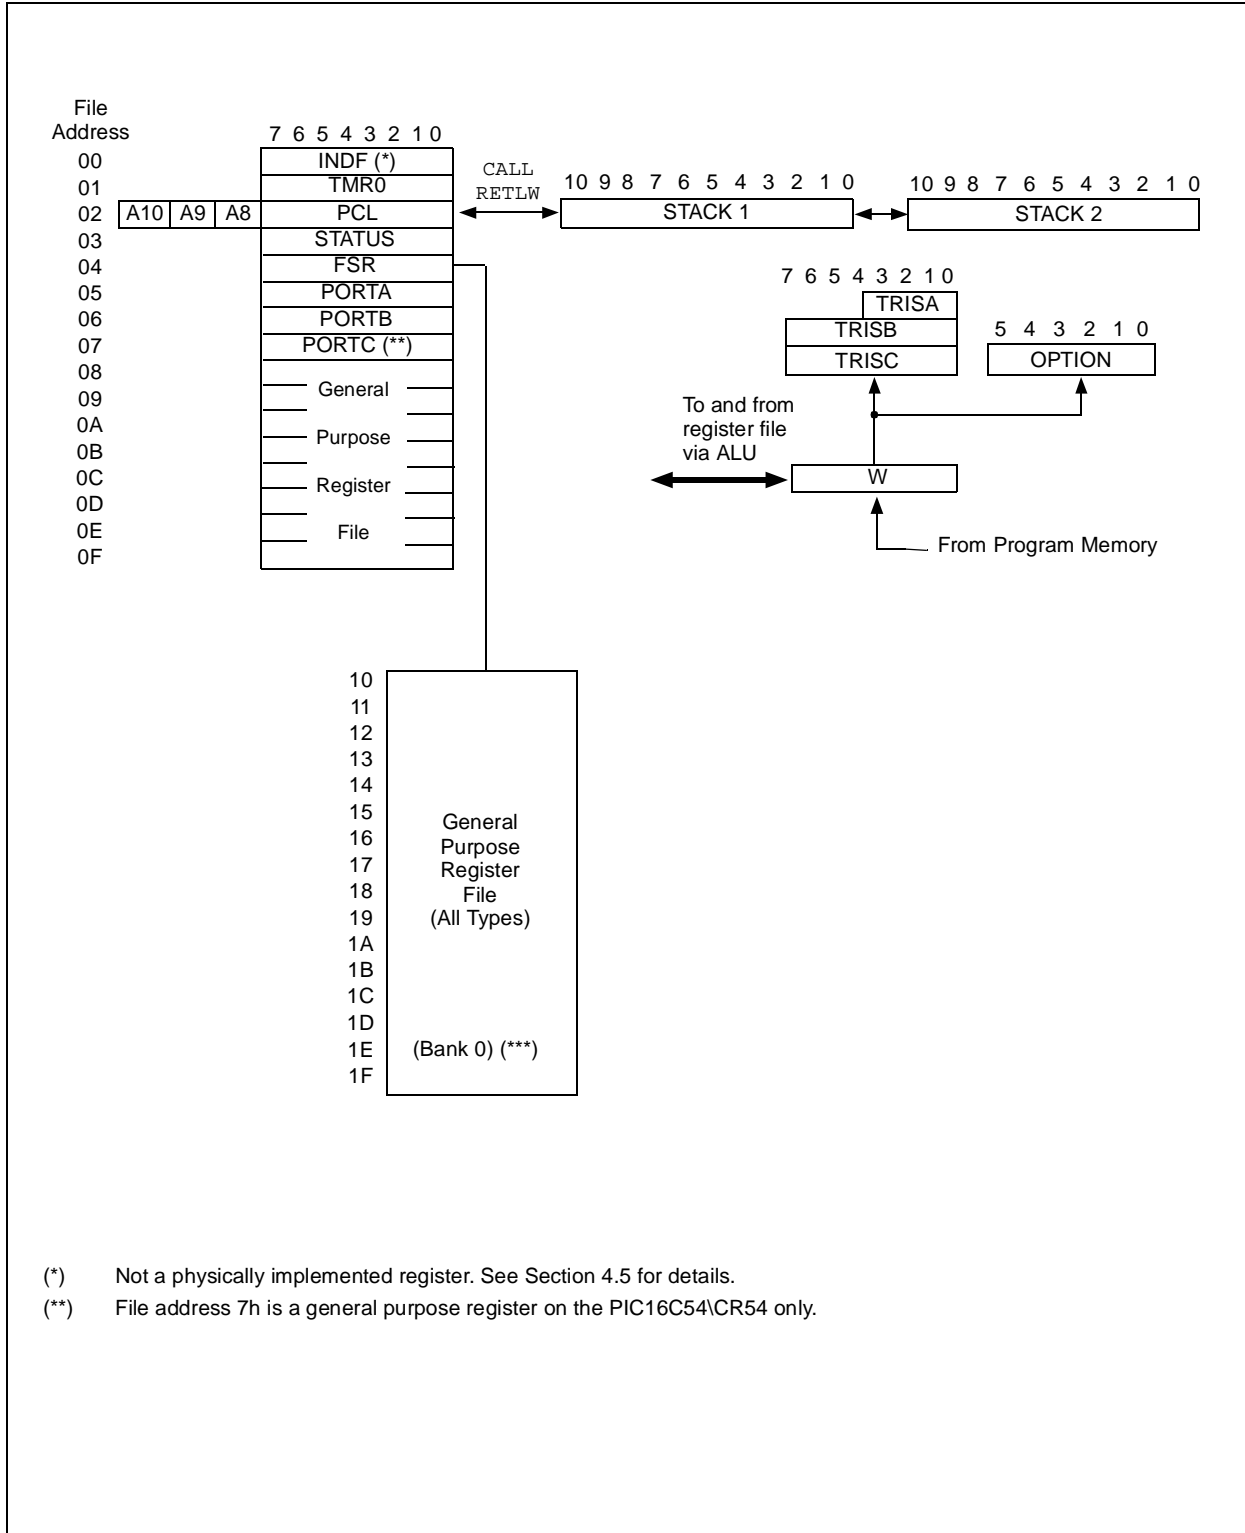 File
Address
7 6 5 4 3 2 1 0
00 INDF (*)
01 TMR0
02 A10 A9 A8 PCL
03 STATUS
04 FSR
05 PORTA
06 PORTB
07 PORTC (**)
08
09 General
0A
0B Purpose
0C
0D Register
0E File
0F
CALL
RETLW
10 9 8 7 6 5 4 3 2 1 0
STACK 1
10 9 8 7 6 5 4 3 2 1 0
STACK 2
7 6 5 4 3 2 1 0
TRISA
TRISB
TRISC
5 4 3 2 1 0
OPTION
To and from
register file
via ALU
W
From Program Memory
10
11
12
13
14
15
16
17
18
19
1A
1B
1C
1D
1E
1F
General
Purpose
Register
File
(All Types)
(Bank 0) (***)
(*) Not a physically implemented register. See Section 4.5 for details.
(**) File address 7h is a general purpose register on the PIC16C54\CR54 only.